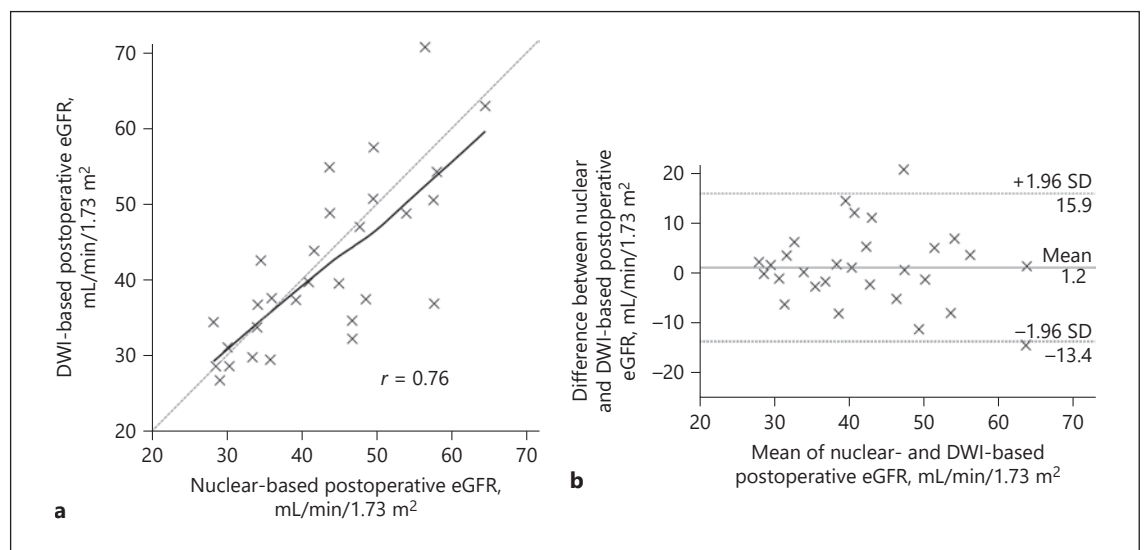 70
60
50
40
30
20
20
30
40
50
60
70
DWI-based postoperative eGFR,
mL/min/1.73 m²
r = 0.76
Nuclear-based postoperative eGFR,
mL/min/1.73 m²
a
20
10
0
−10
−20
20
30
40
50
60
70
Difference between nuclear
and DWI-based postoperative
eGFR, mL/min/1.73 m²
+1.96 SD
15.9
Mean
1.2
−1.96 SD
−13.4
Mean of nuclear- and DWI-based
postoperative eGFR, mL/min/1.73 m²
b